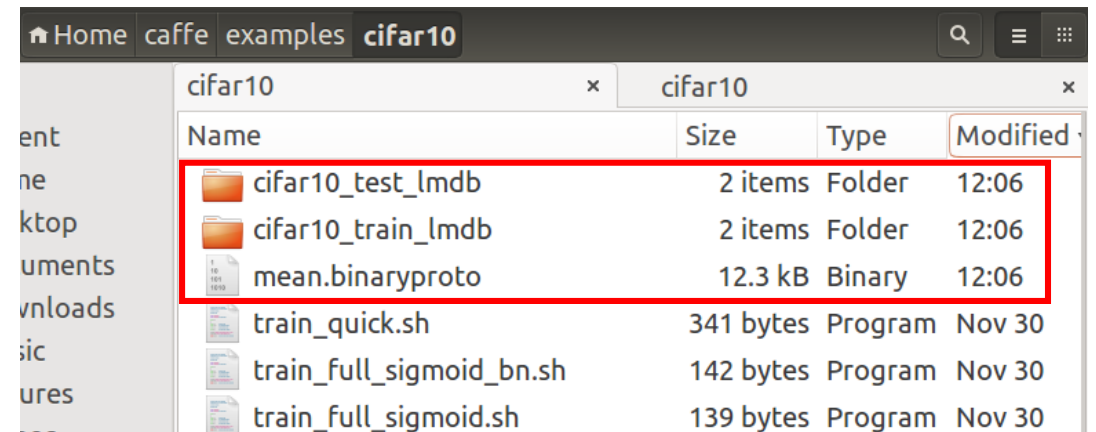 Home caffe examples cifar10
cifar10 × cifar10 ×
Name Size Type Modified
cifar10_test_lmdb 2 items Folder 12:06
cifar10_train_lmdb 2 items Folder 12:06
mean.binaryproto 12.3 kB Binary 12:06
train_quick.sh 341 bytes Program Nov 30
train_full_sigmoid_bn.sh 142 bytes Program Nov 30
train_full_sigmoid.sh 139 bytes Program Nov 30
ent
me
ktop
uments
wnloads
sic
ures